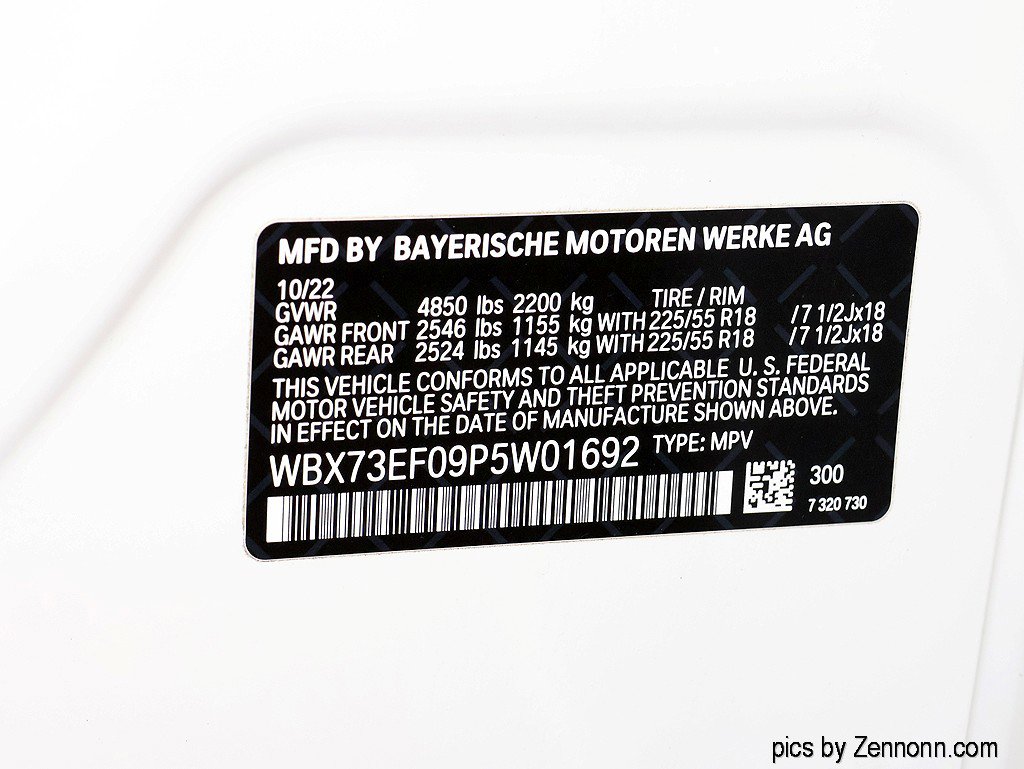 MFD BY BAYERISCHE MOTOREN WERKE AG
10/22 TIRE / RIM
GVWR 4850 lbs 2200 kg
GAWR FRONT 2546 lbs 1155 kg WITH 225/55 R18 /7 1/2Jx18
GAWR REAR 2524 lbs 1145 kg WITH 225/55 R18 /7 1/2Jx18
THIS VEHICLE CONFORMS TO ALL APPLICABLE U. S. FEDERAL
MOTOR VEHICLE SAFETY AND THEFT PREVENTION STANDARDS
IN EFFECT ON THE DATE OF MANUFACTURE SHOWN ABOVE.
WBX73EF09P5W01692 TYPE: MPV
300
7 320 730
pics by Zennonn.com